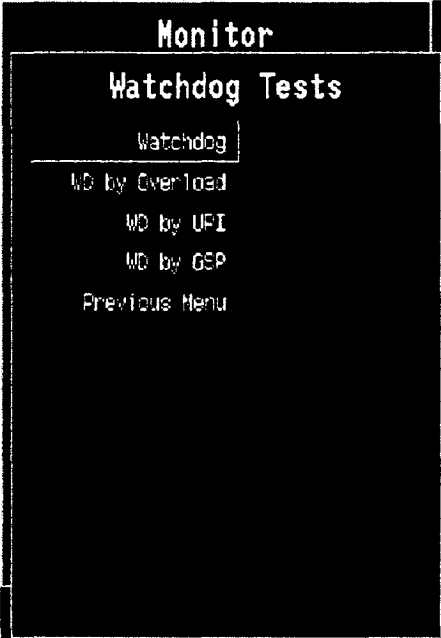 Monitor
Watchdog Tests
Watchdog
WD by Overload
WD by UPI
WD by GSP
Previous Menu